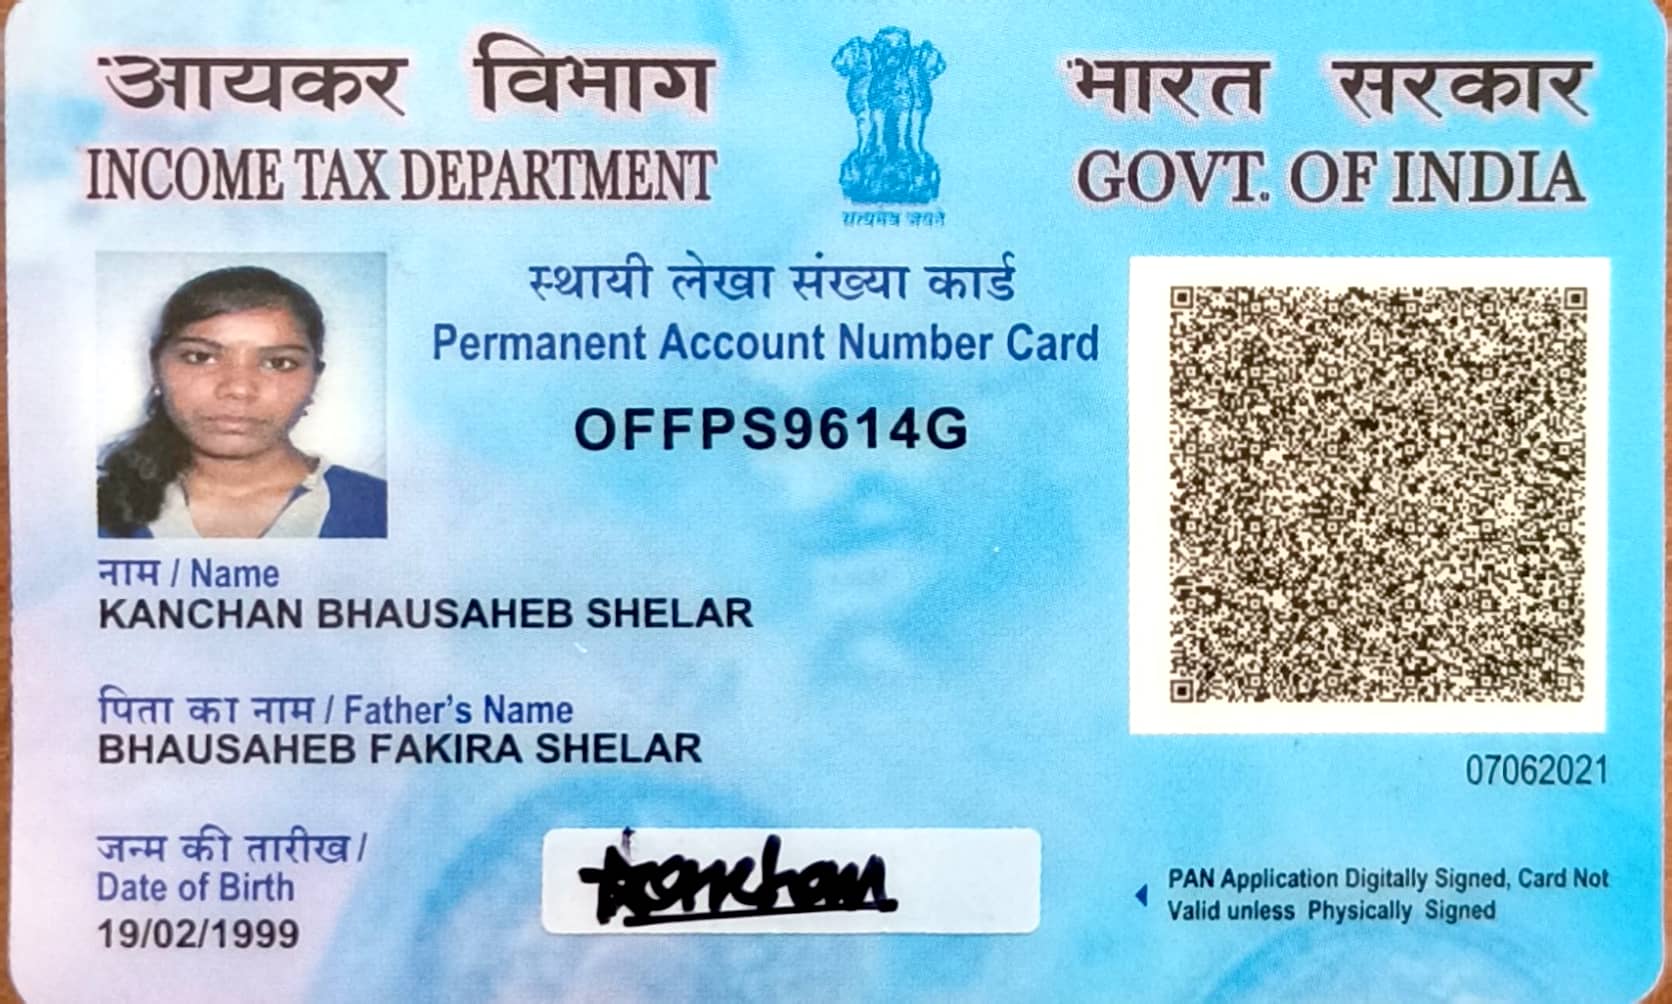 आयकर विभाग
INCOME TAX DEPARTMENT
सत्यमेव जयते
भारत सरकार
GOVT. OF INDIA
स्थायी लेखा संख्या कार्ड
Permanent Account Number Card
OFFPS9614G
नाम / Name
KANCHAN BHAUSAHEB SHELAR
पिता का नाम / Father's Name
BHAUSAHEB FAKIRA SHELAR
07062021
जन्म की तारीख /
Date of Birth
19/02/1999
Kanchan
PAN Application Digitally Signed, Card Not
Valid unless Physically Signed